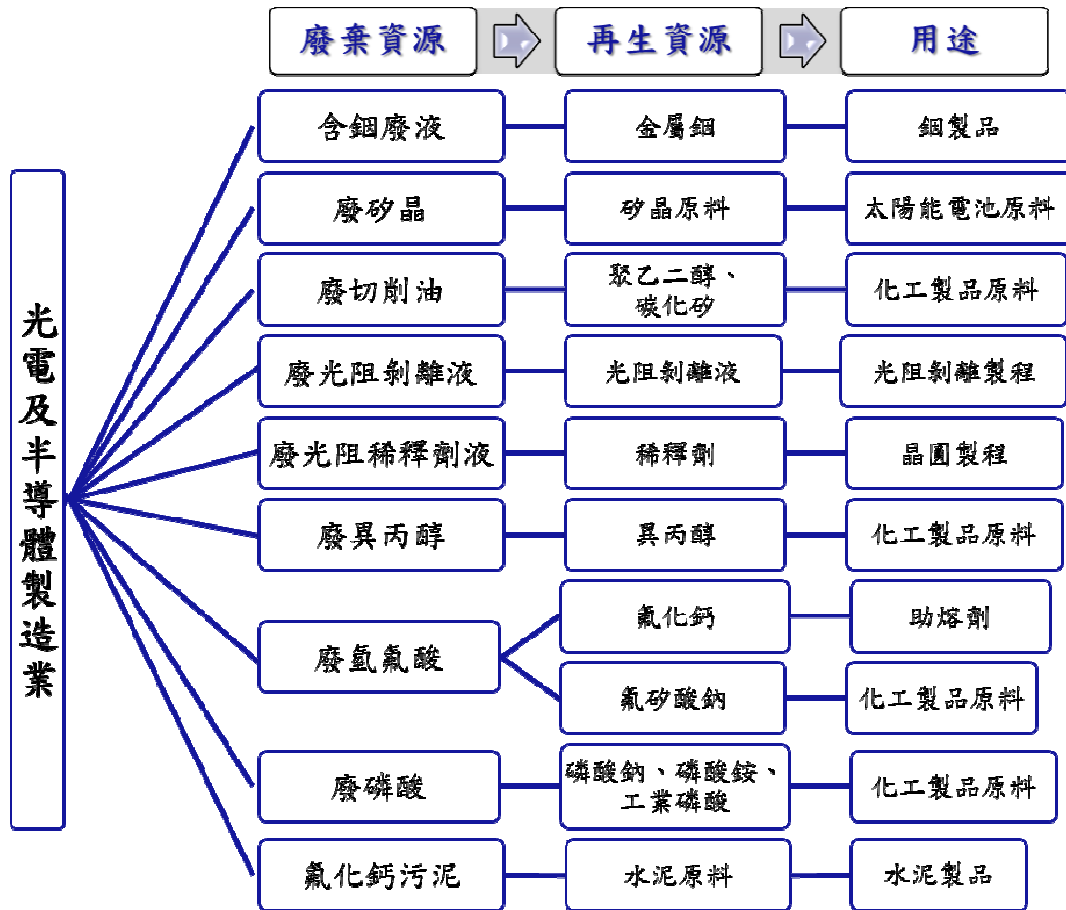 廢棄資源 再生資源 用途
含銦廢液 金屬銦 銦製品
廢矽晶 矽晶原料 太陽能電池原料
廢切削油 聚乙二醇、
碳化矽 化工製品原料
廢光阻剝離液 光阻剝離液 光阻剝離製程
廢光阻稀釋劑液 稀釋劑 晶圓製程
廢異丙醇 異丙醇 化工製品原料
廢氫氟酸 氟化鈣 助熔劑
氟矽酸鈉 化工製品原料
廢磷酸 磷酸鈉、磷酸銨、
工業磷酸 化工製品原料
氟化鈣污泥 水泥原料 水泥製品
光電及半導體製造業